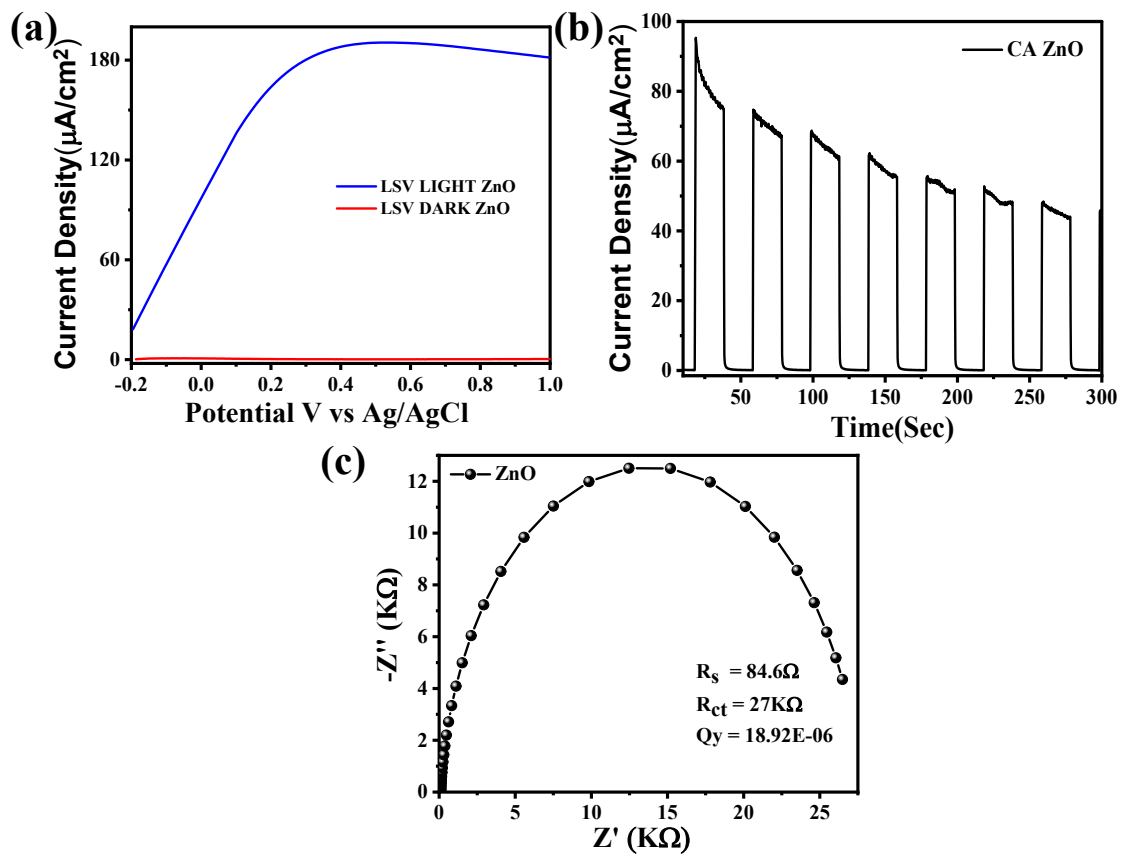 (a)
Current Density(μA/cm²)
180
120
60
0
LSV LIGHT ZnO
LSV DARK ZnO
-0.2 0.0 0.2 0.4 0.6 0.8 1.0
Potential V vs Ag/AgCl
(b)
Current Density(μA/cm²)
100
80
60
40
20
0
CA ZnO
50 100 150 200 250 300
Time(Sec)
(c)
-Z'' (KΩ)
12
10
8
6
4
2
0
ZnO
Rs = 84.6Ω
Rct = 27KΩ
Qy = 18.92E-06
0 5 10 15 20 25
Z' (KΩ)